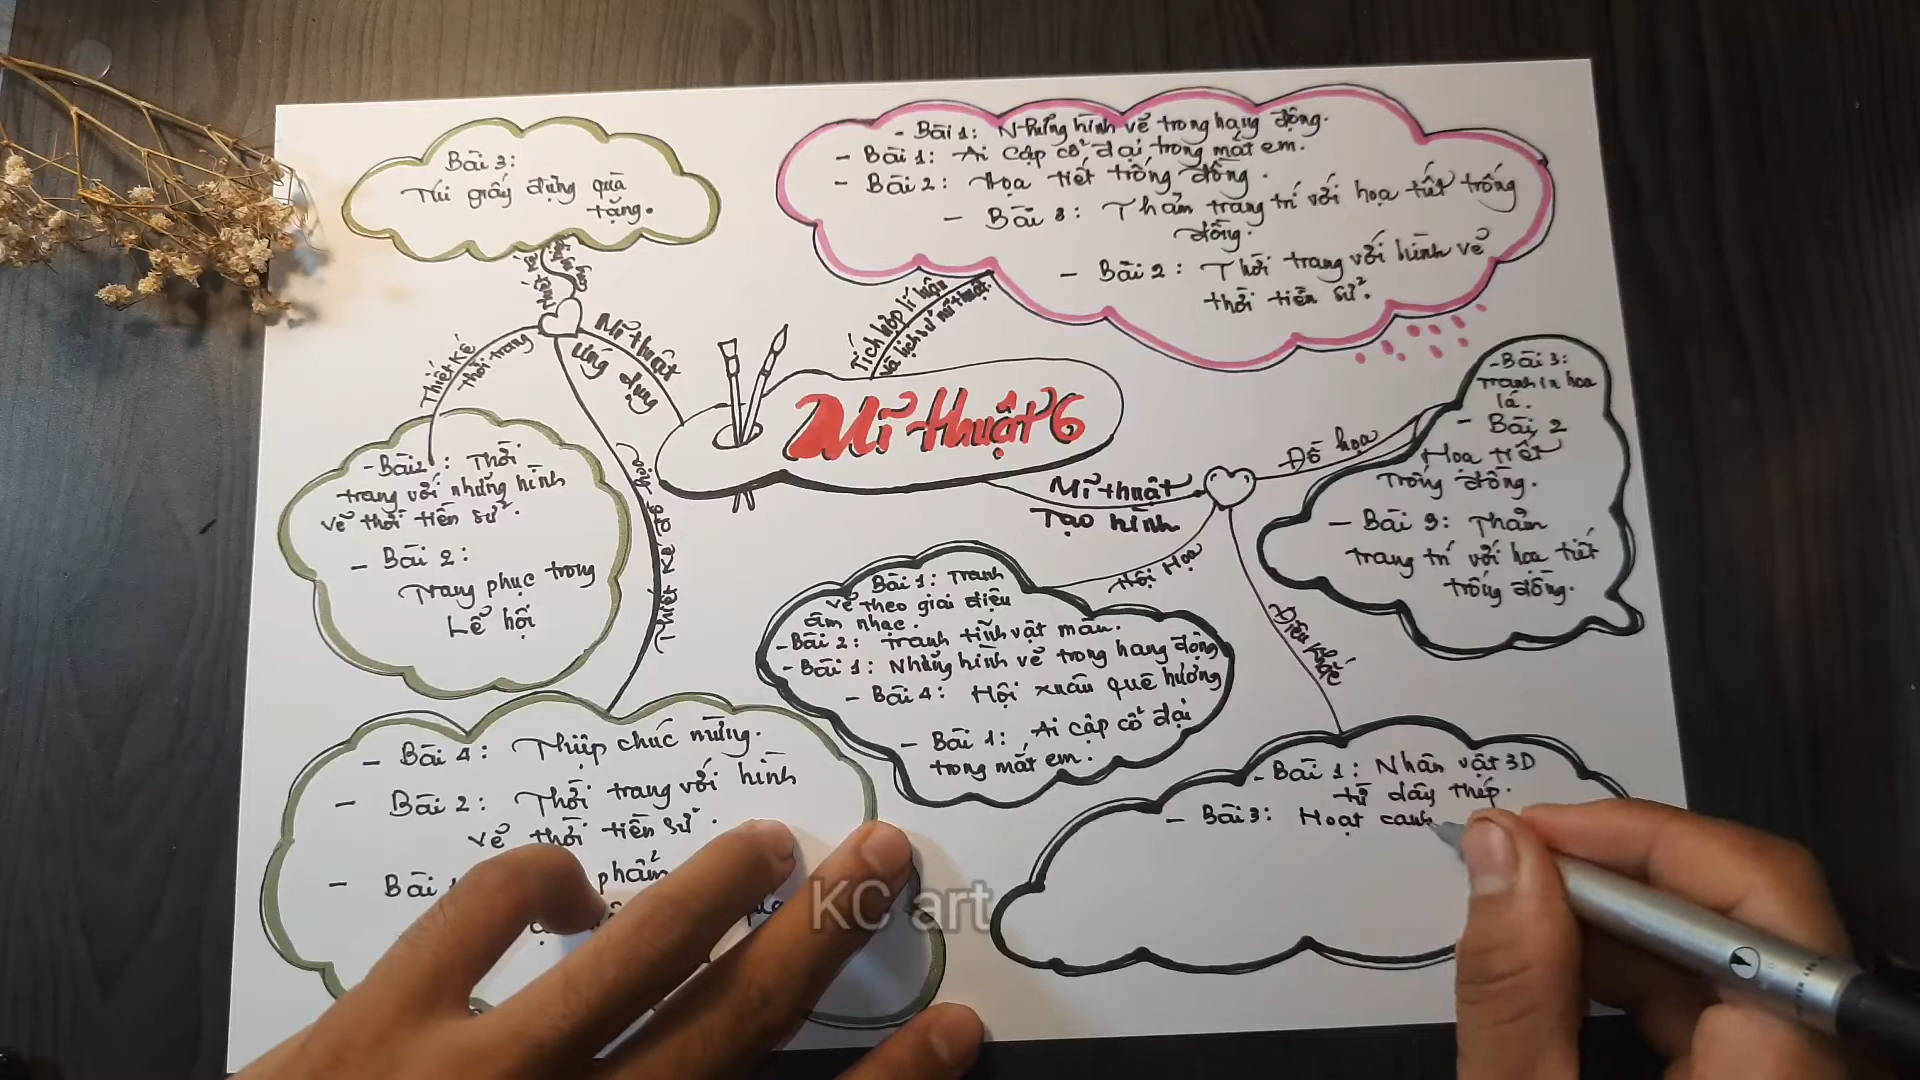 Bài 3:
Túi giấy đựng quà
tặng.
- Bài 1: Những hình vẽ trong hang động.
- Bài 1: Ai cập cổ đại trong mắt em.
- Bài 2: Họa tiết trống đồng.
- Bài 3: Thảm trang trí với họa tiết trống
đồng.
- Bài 2: Thời trang với hình vẽ
thời tiền sử.
Thiết kế
thời trang
Mĩ thuật
ứng dụng
Tích hợp lí luận
và lịch sử mĩ thuật.
Mĩ thuật 6
Thiết kế đồ họa
- Bài 2: Thời
trang với những hình
vẽ thời tiền sử.
- Bài 2:
Trang phục trong
Lễ hội
Mĩ thuật
Tạo hình
Đồ họa
- Bài 3:
Tranh in hoa
lá.
- Bài 2
Họa tiết
trống đồng.
- Bài 3: Thảm
trang trí với họa tiết
trống đồng.
Hội Họa
Bài 1: Tranh
vẽ theo giai điệu
âm nhạc.
- Bài 2: Tranh tĩnh vật màu.
- Bài 1: Những hình vẽ trong hang động
- Bài 4: Hội xuân quê hương
- Bài 1: Ai cập cổ đại
trong mắt em.
Điêu khắc
- Bài 1: Nhân vật 3D
từ dây thép.
- Bài 3: Hoạt cảnh
- Bài 4: Thiệp chúc mừng.
- Bài 2: Thời trang với hình
vẽ thời tiền sử.
- Bài phẩm
KC art